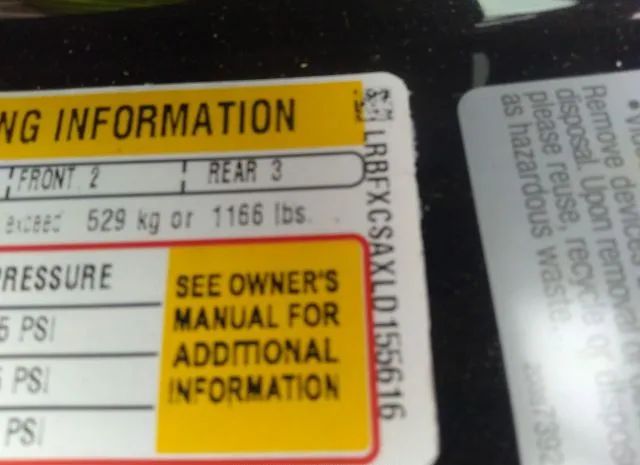 NG INFORMATION
FRONT 2 REAR 3
exceed 529 kg or 1166 lbs.
PRESSURE
5 PSI
5 PSI
PSI
SEE OWNER'S
MANUAL FOR
ADDITIONAL
INFORMATION
LRBFXCSAXLD155616
Remove devices
disposal. Upon removal
please reuse, recycle or dispose
as hazardous waste.